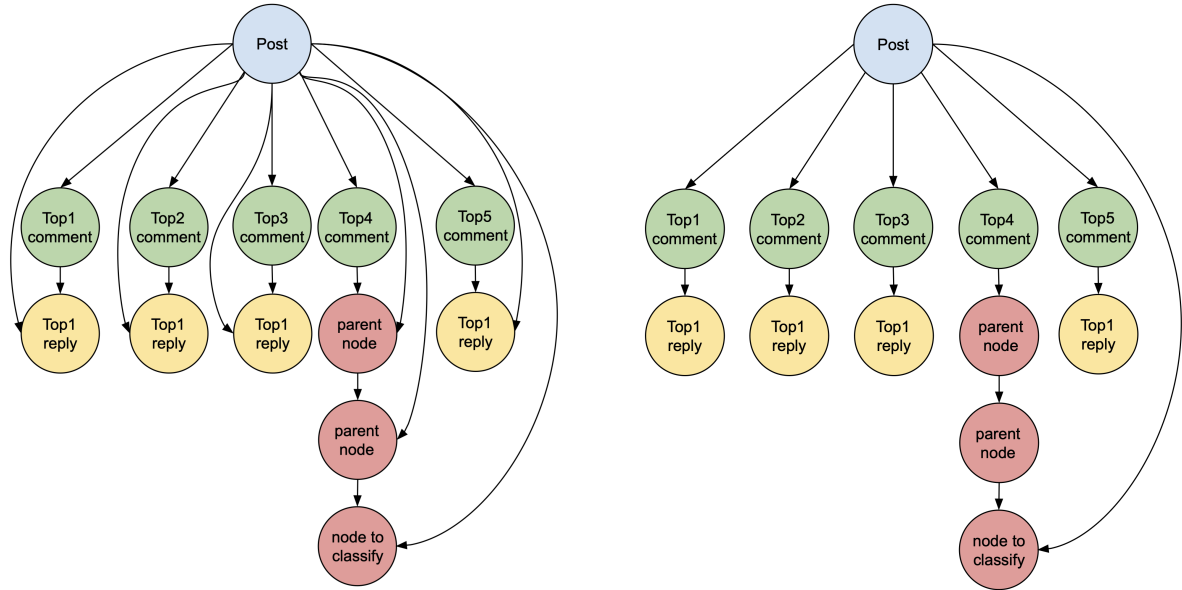 Post
Top1
comment
Top2
comment
Top3
comment
Top4
comment
Top5
comment
Top1
reply
Top1
reply
Top1
reply
parent
node
Top1
reply
parent
node
node to
classify
Post
Top1
comment
Top2
comment
Top3
comment
Top4
comment
Top5
comment
Top1
reply
Top1
reply
Top1
reply
parent
node
Top1
reply
parent
node
node to
classify